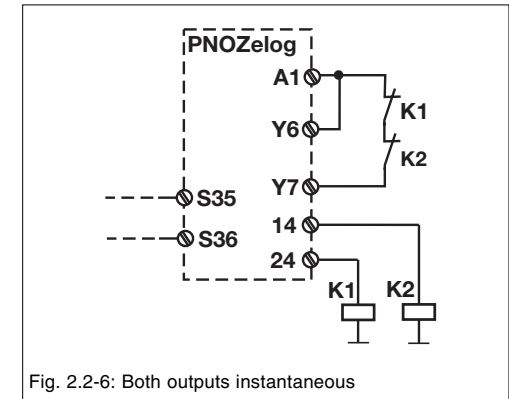 PNOZelog
A1
K1
Y6
K2
Y7
S35
14
S36
24
K1 K2
Fig. 2.2-6: Both outputs instantaneous